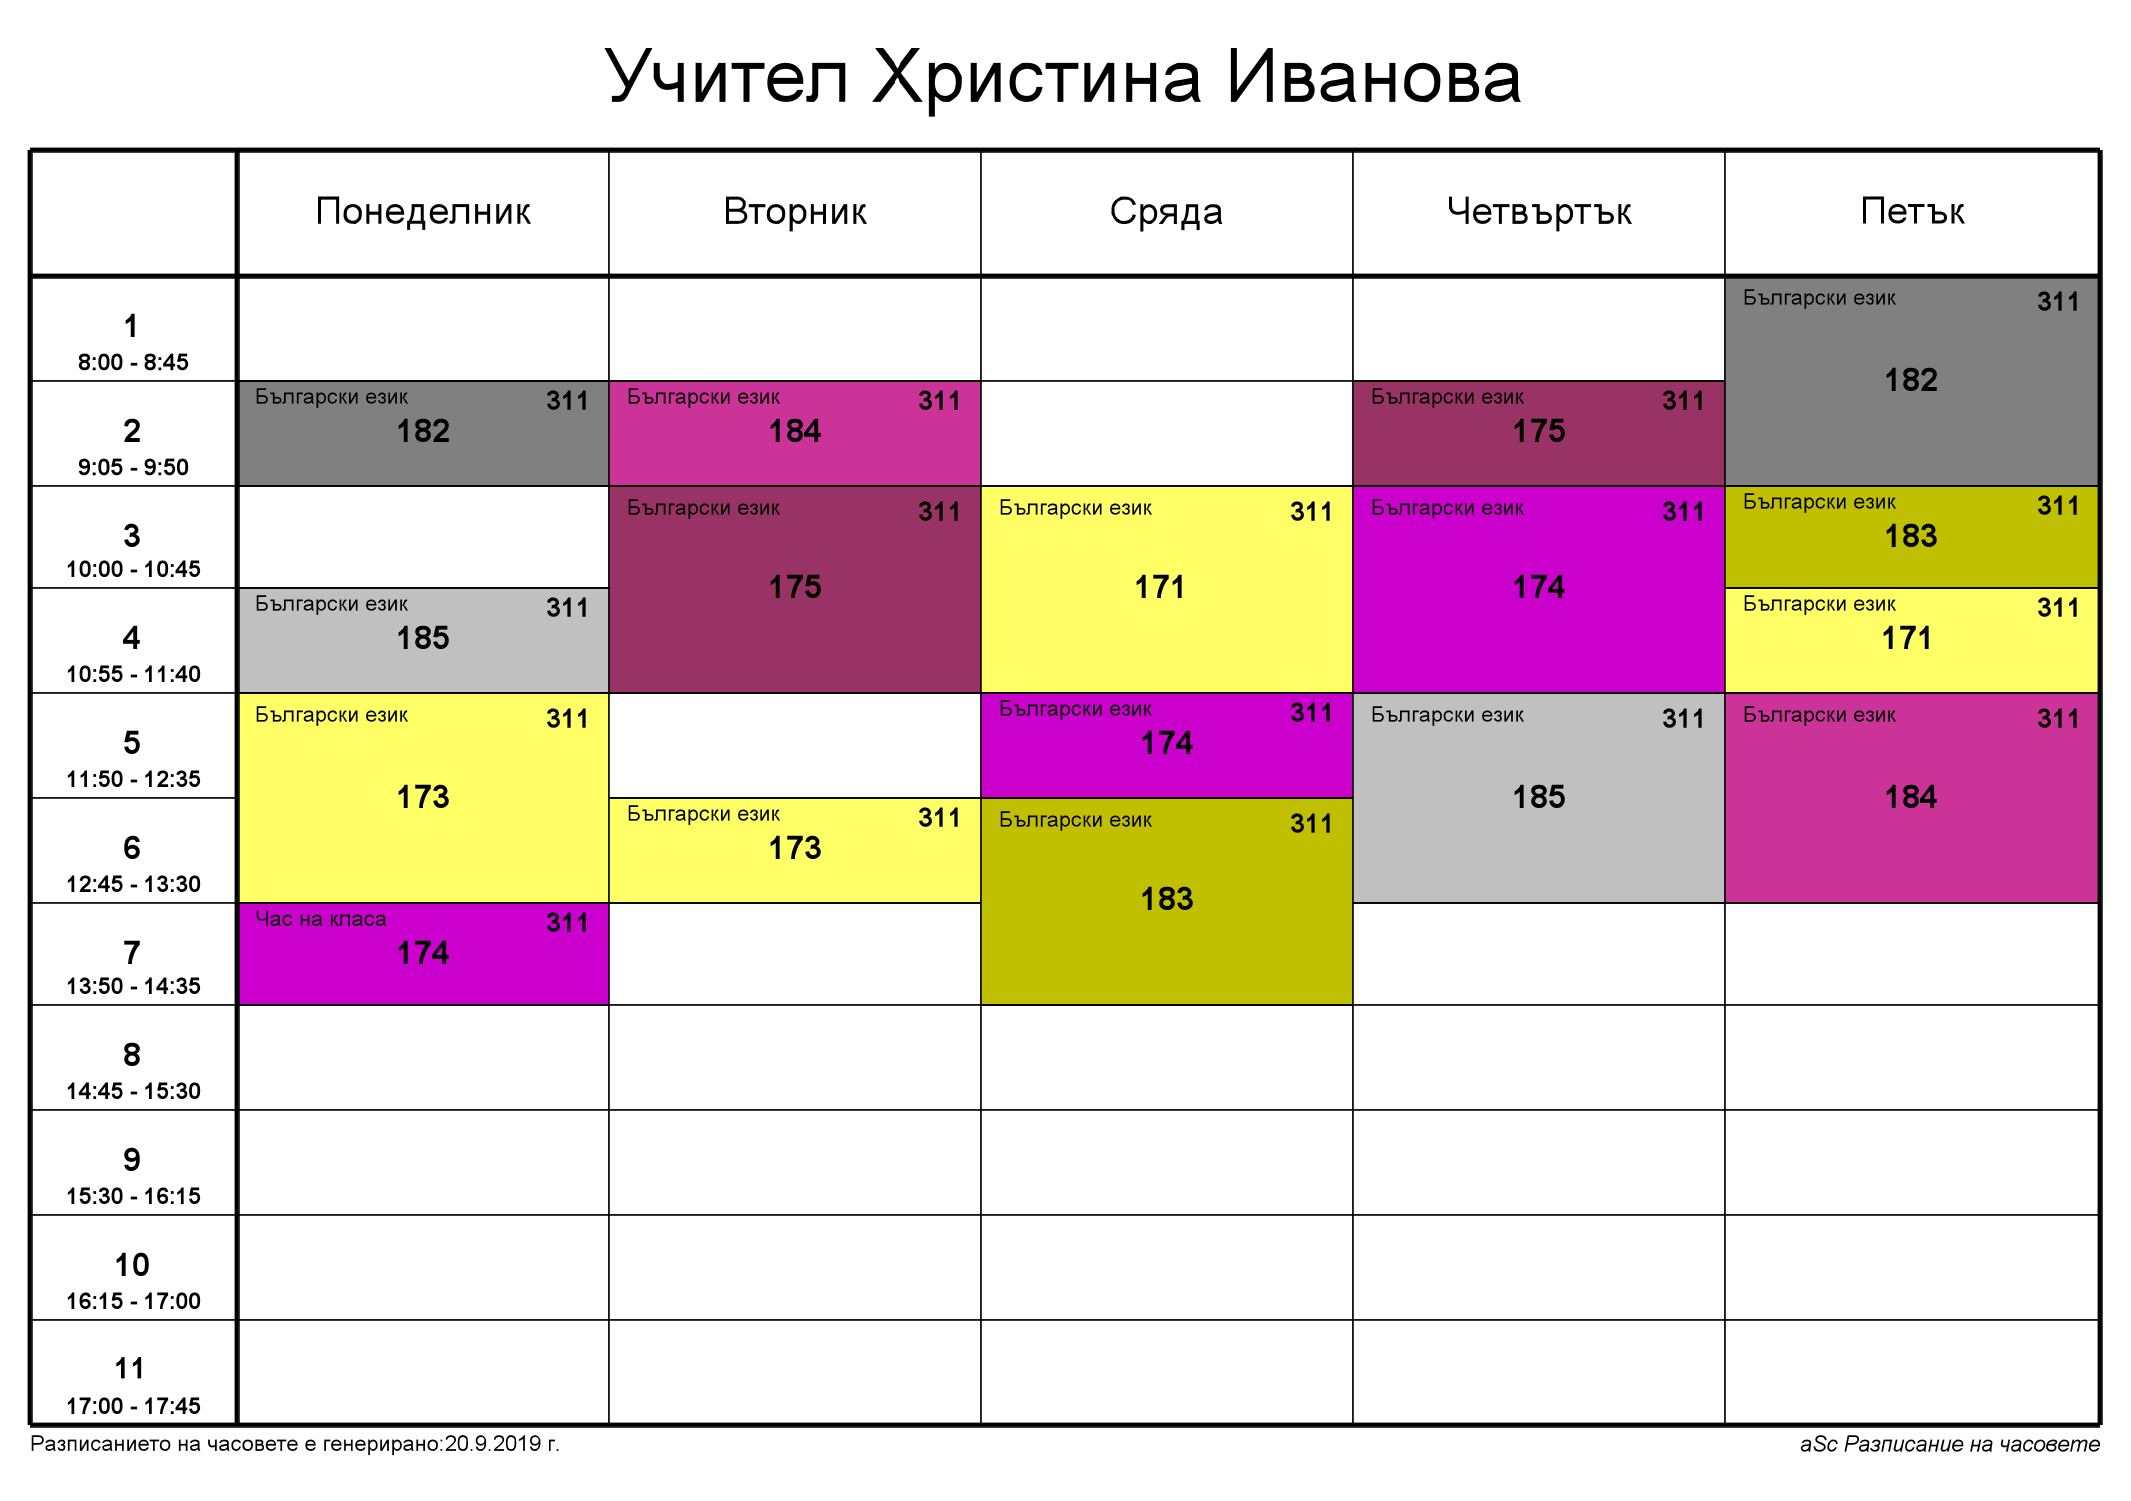 Учител Христина Иванова
Понеделник Вторник Сряда Четвъртък Петък
1
8:00 - 8:45
Български език 311
182
2
9:05 - 9:50
Български език 311
182
Български език 311
184
Български език 311
175
3
10:00 - 10:45
Български език 311
175
Български език 311
171
Български език 311
174
Български език 311
183
4
10:55 - 11:40
Български език 311
185
Български език 311
171
5
11:50 - 12:35
Български език 311
173
Български език 311
174
Български език 311
185
Български език 311
184
6
12:45 - 13:30
Български език 311
173
Български език 311
183
7
13:50 - 14:35
Час на класа 311
174
8
14:45 - 15:30
9
15:30 - 16:15
10
16:15 - 17:00
11
17:00 - 17:45
Разписанието на часовете е генерирано:20.9.2019 г.
aSc Разписание на часовете